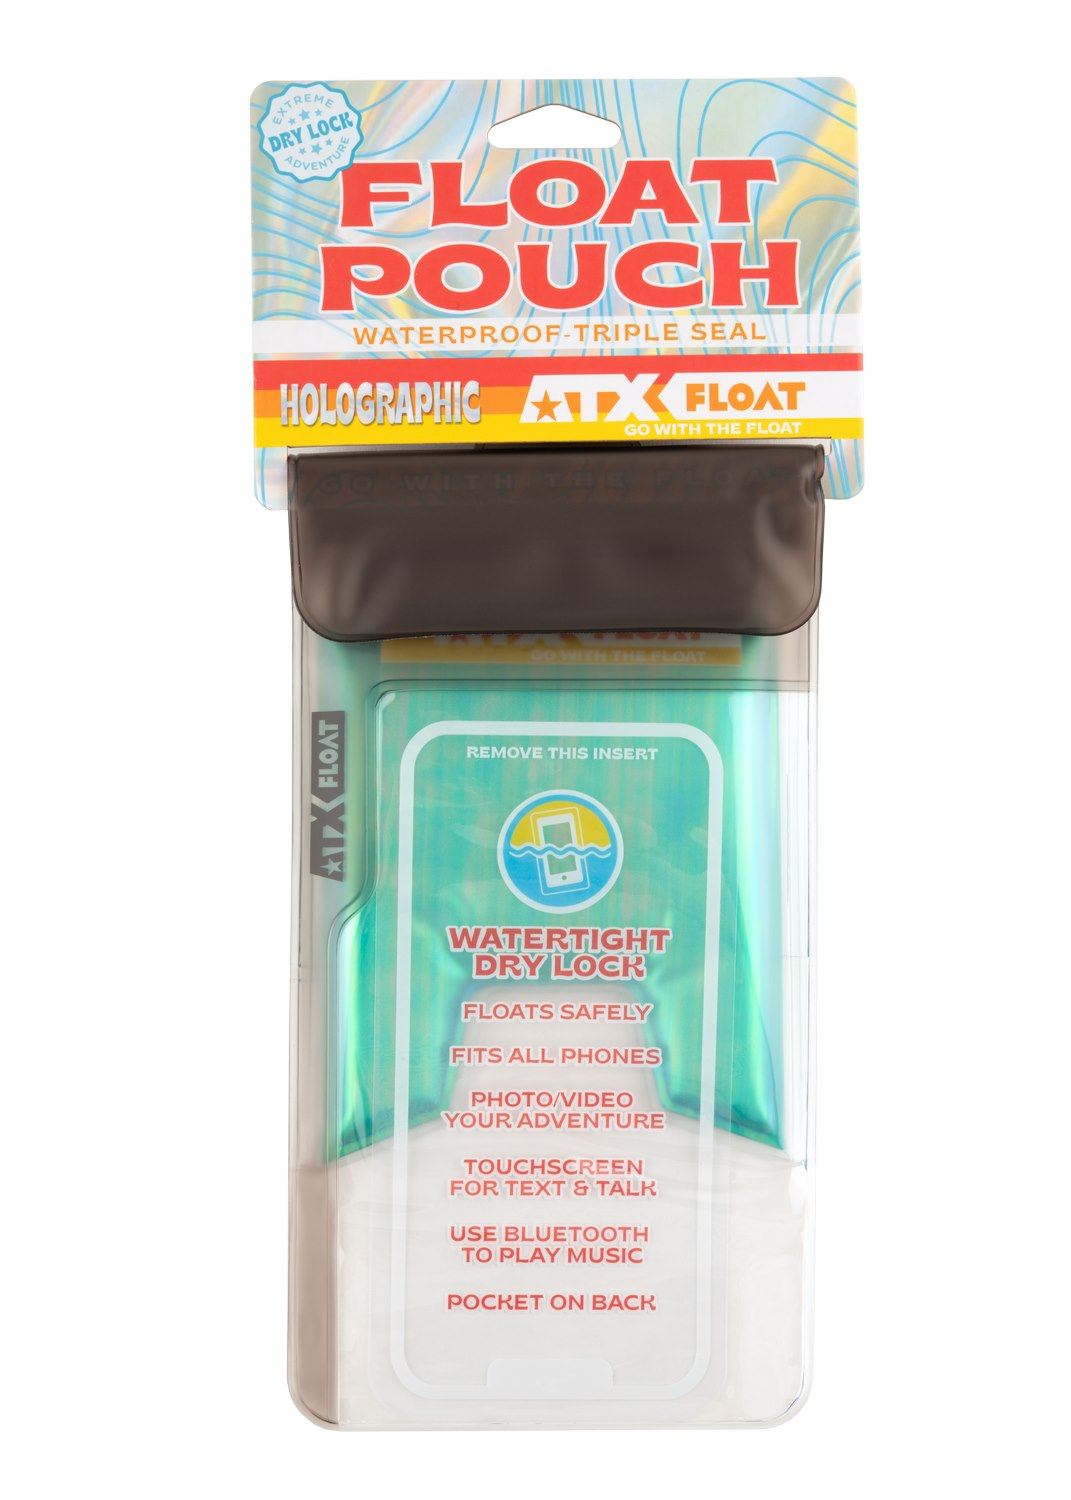 EXTREME
DRY LOCK
ADVENTURE
FLOAT
POUCH
WATERPROOF-TRIPLE SEAL
HOLOGRAPHIC
ATX FLOAT
GO WITH THE FLOAT
GO WITH THE FLOAT
ATX FLOAT
GO WITH THE FLOAT
ATX FLOAT
REMOVE THIS INSERT
WATERTIGHT
DRY LOCK
FLOATS SAFELY
FITS ALL PHONES
PHOTO/VIDEO
YOUR ADVENTURE
TOUCHSCREEN
FOR TEXT & TALK
USE BLUETOOTH
TO PLAY MUSIC
POCKET ON BACK